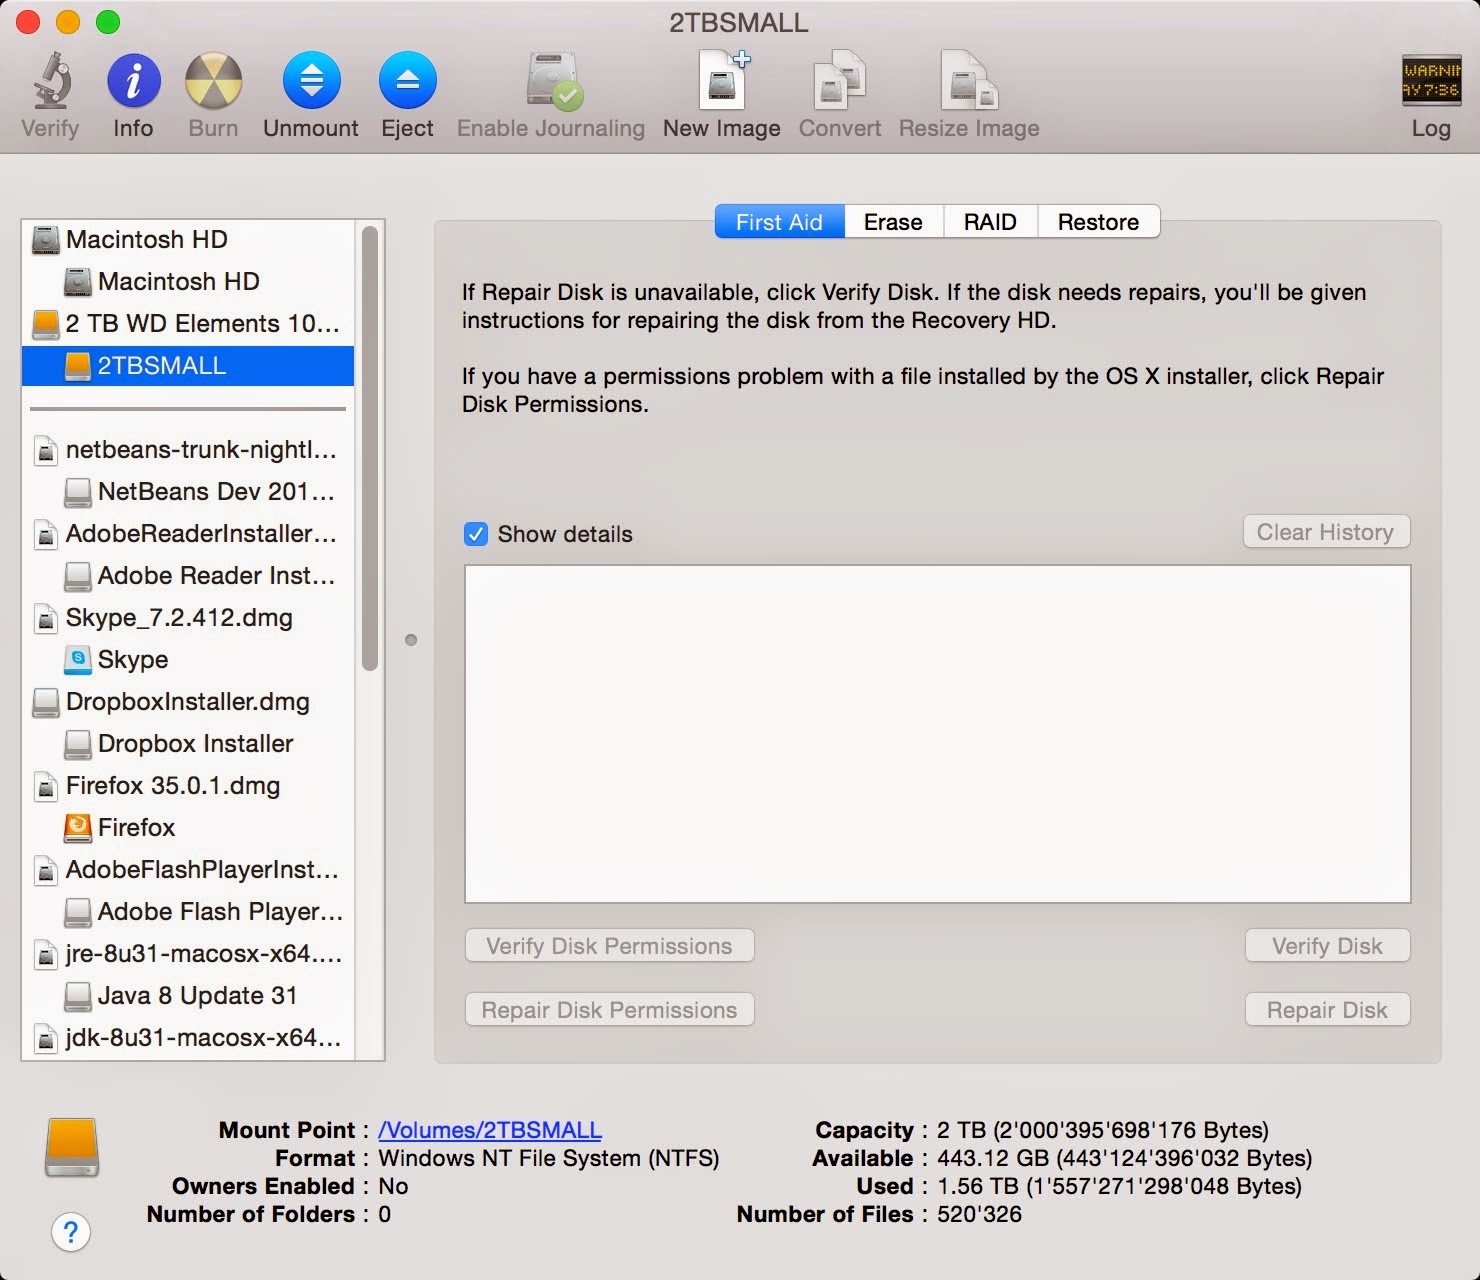 2TBSMALL
Verify
Info
Burn
Unmount
Eject
Enable Journaling
New Image
Convert
Resize Image
WARNIN
AY 7:36
Log
Macintosh HD
Macintosh HD
2 TB WD Elements 10...
2TBSMALL
netbeans-trunk-nightl...
NetBeans Dev 201...
AdobeReaderInstaller...
Adobe Reader Inst...
Skype_7.2.412.dmg
Skype
DropboxInstaller.dmg
Dropbox Installer
Firefox 35.0.1.dmg
Firefox
AdobeFlashPlayerInst...
Adobe Flash Player...
jre-8u31-macosx-x64....
Java 8 Update 31
jdk-8u31-macosx-x64...
First Aid
Erase
RAID
Restore
If Repair Disk is unavailable, click Verify Disk. If the disk needs repairs, you'll be given
instructions for repairing the disk from the Recovery HD.
If you have a permissions problem with a file installed by the OS X installer, click Repair
Disk Permissions.
Show details
Clear History
Verify Disk Permissions
Verify Disk
Repair Disk Permissions
Repair Disk
Mount Point : /Volumes/2TBSMALL
Format : Windows NT File System (NTFS)
Owners Enabled : No
Number of Folders : 0
Capacity : 2 TB (2'000'395'698'176 Bytes)
Available : 443.12 GB (443'124'396'032 Bytes)
Used : 1.56 TB (1'557'271'298'048 Bytes)
Number of Files : 520'326
?